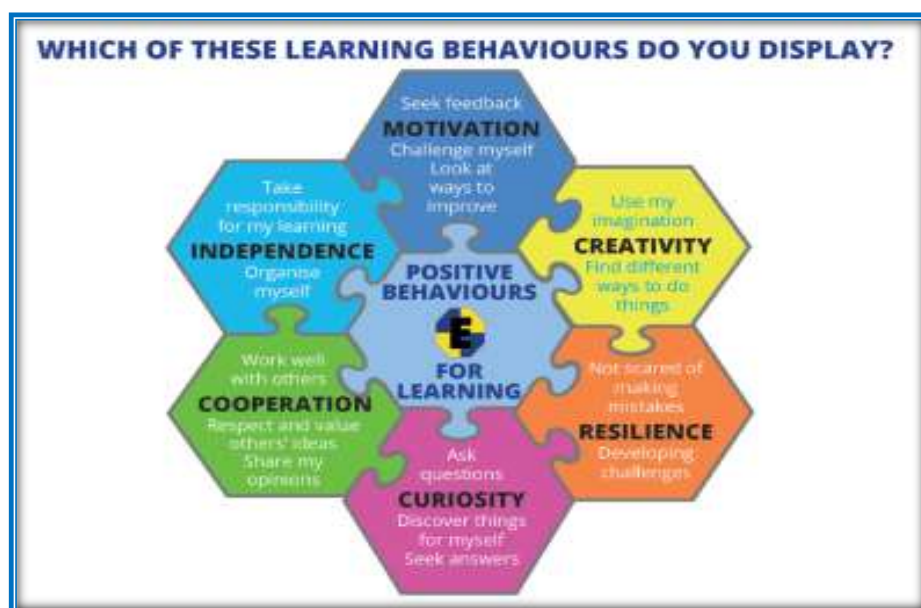 WHICH OF THESE LEARNING BEHAVIOURS DO YOU DISPLAY?
Seek feedback
MOTIVATION
Challenge myself
Look at
ways to
improve
Use my
imagination
CREATIVITY
Find different
ways to do
things
Not scared of
making
mistakes
RESILIENCE
Developing
challenges
Ask
questions
CURIOSITY
Discover things
for myself
Seek answers
Work well
with others
COOPERATION
Respect and value
others' ideas
Share my
opinions
Take
responsibility
for my learning
INDEPENDENCE
Organise
myself
POSITIVE
BEHAVIOURS
E
FOR
LEARNING